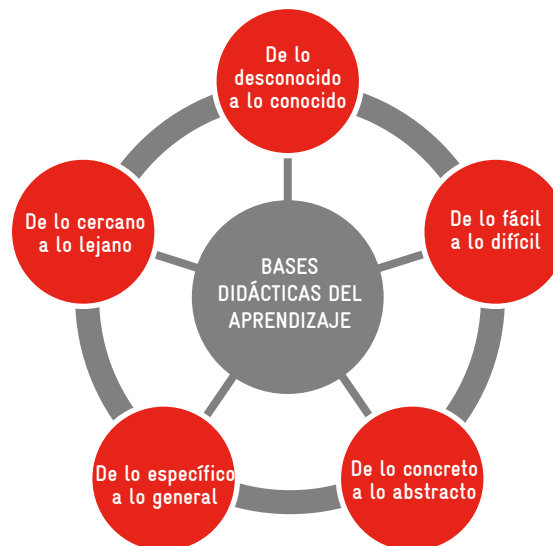 De lo
desconocido
a lo conocido
De lo cercano
a lo lejano
De lo fácil
a lo difícil
BASES
DIDÁCTICAS DEL
APRENDIZAJE
De lo específico
a lo general
De lo concreto
a lo abstracto